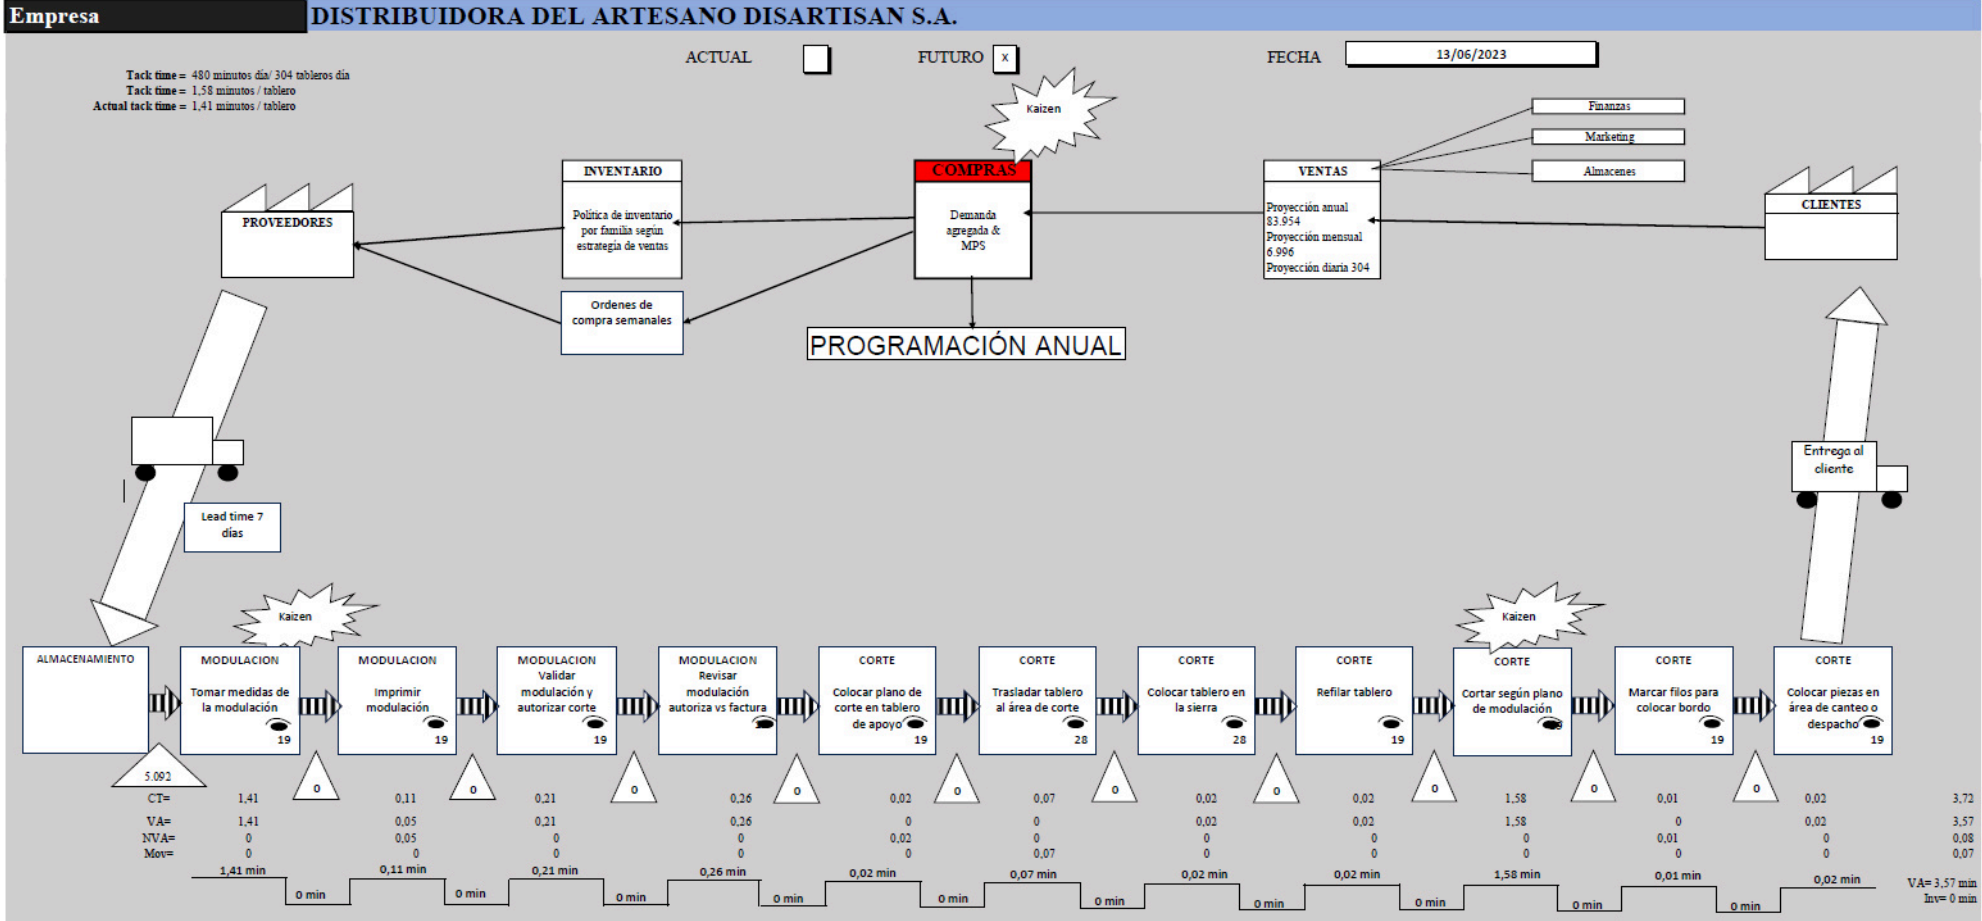 Empresa
DISTRIBUIDORA DEL ARTESANO DISARTISAN S.A.
ACTUAL
FUTURO
x
FECHA
13/06/2023
Tack time = 480 minutos día/ 304 tableros día
Tack time = 1,58 minutos / tablero
Actual tack time = 1,41 minutos / tablero
Kaizen
Finanzas
Marketing
Almacenes
PROVEEDORES
INVENTARIO
Política de inventario
por familia según
estrategía de ventas
Ordenes de
compra semanales
COMPRAS
Demanda
agregada &
MPS
PROGRAMACIÓN ANUAL
VENTAS
Proyección anual
83.954
Proyección mensual
6.996
Proyección diaria 304
CLIENTES
Lead time 7
días
Entrega al
cliente
Kaizen
Kaizen
ALMACENAMIENTO
MODULACION
Tomar medidas de
la modulación
19
MODULACION
Imprimir
modulación
19
MODULACION
Validar
modulación y
autorizar corte
19
MODULACION
Revisar
modulación
autoriza vs factura
CORTE
Colocar plano de
corte en tablero
de apoyo
19
CORTE
Trasladar tablero
al área de corte
28
CORTE
Colocar tablero en
la sierra
28
CORTE
Refilar tablero
19
CORTE
Cortar según plano
de modulación
CORTE
Marcar filos para
colocar bordo
19
CORTE
Colocar piezas en
área de canteo o
despacho
19
5.092
0 0 0 0 0 0 0 0 0 0
CT= 1,41 0,11 0,21 0,26 0,02 0,07 0,02 0,02 1,58 0,01 0,02 3,72
VA= 1,41 0,05 0,21 0,26 0 0 0,02 0,02 1,58 0 0,02 3,57
NVA= 0 0,05 0 0 0,02 0 0 0 0 0,01 0 0,08
Mov= 0 0 0 0 0 0,07 0 0 0 0 0 0,07
1,41 min 0,11 min 0,21 min 0,26 min 0,02 min 0,07 min 0,02 min 0,02 min 1,58 min 0,01 min 0,02 min VA= 3,57 min
0 min 0 min 0 min 0 min 0 min 0 min 0 min 0 min 0 min 0 min Inv= 0 min